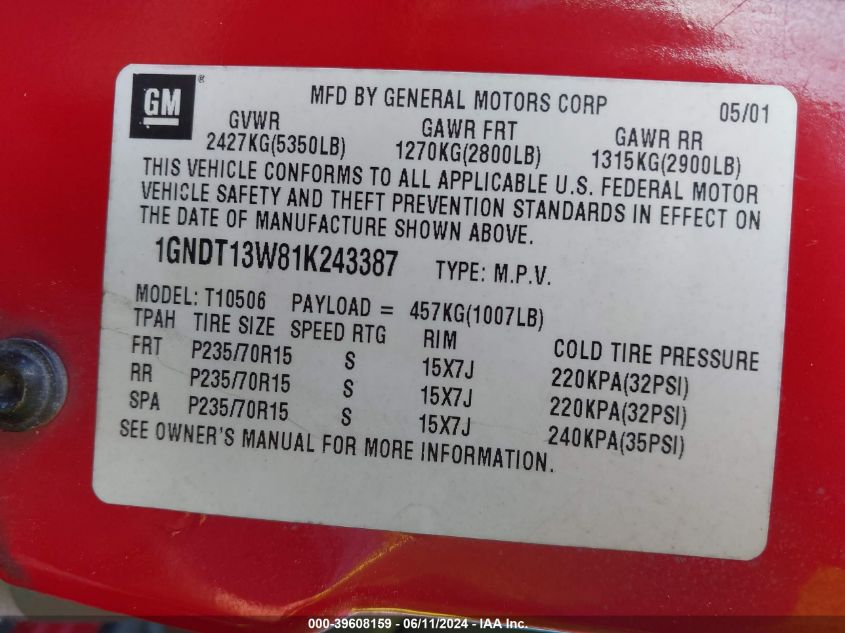 GM ®
MFD BY GENERAL MOTORS CORP 05/01
GVWR GAWR FRT GAWR RR
2427KG(5350LB) 1270KG(2800LB) 1315KG(2900LB)
THIS VEHICLE CONFORMS TO ALL APPLICABLE U.S. FEDERAL MOTOR
VEHICLE SAFETY AND THEFT PREVENTION STANDARDS IN EFFECT ON
THE DATE OF MANUFACTURE SHOWN ABOVE.
1GNDT13W81K243387 TYPE: M.P.V.
MODEL: T10506 PAYLOAD = 457KG(1007LB)
TPAH TIRE SIZE SPEED RTG RIM COLD TIRE PRESSURE
FRT P235/70R15 S 15X7J 220KPA(32PSI)
RR P235/70R15 S 15X7J 220KPA(32PSI)
SPA P235/70R15 S 15X7J 240KPA(35PSI)
SEE OWNER'S MANUAL FOR MORE INFORMATION.
000--39608159 -- 06/11/2024 -- IAA Inc.